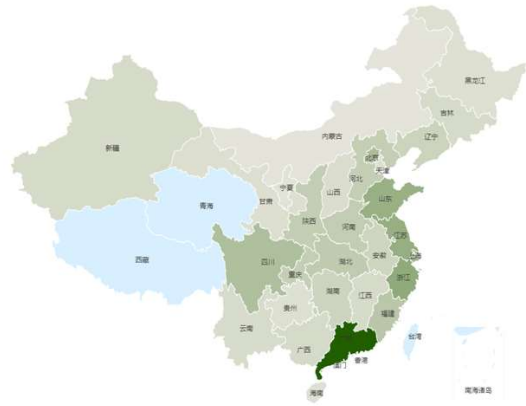 黑龙江
吉林
辽宁
内蒙古
新疆
北京
天津
河北
山西
宁夏
甘肃
青海
山东
陕西
河南
江苏
西藏
四川
重庆
湖北
安徽
上海
浙江
湖南
江西
贵州
福建
云南
广西
台湾
香港
澳门
海南
南海诸岛